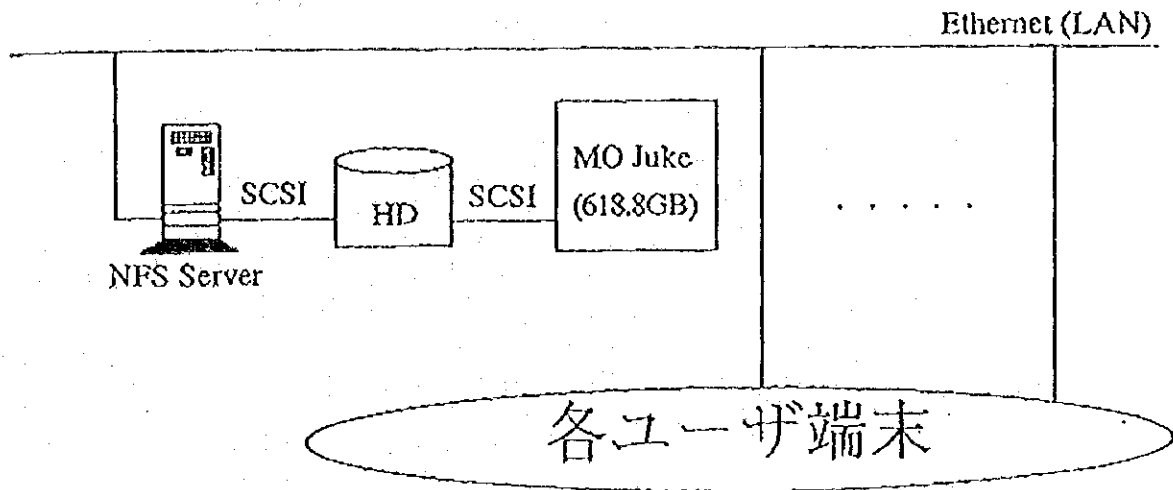 Ethernet (LAN)
MO Juke
(618.8GB)
SCSI
SCSI
HD
. . . . .
NFS Server
各ユーザ端末